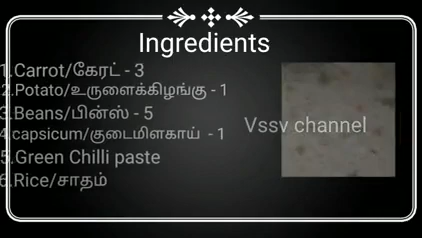 Ingredients
1.Carrot/கேரட் - 3
2.Potato/உருளைக்கிழங்கு - 1
3.Beans/பின்ஸ் - 5
4.capsicum/குடைமிளகாய் - 1
Vssv channel
5.Green Chilli paste
6.Rice/சாதம்